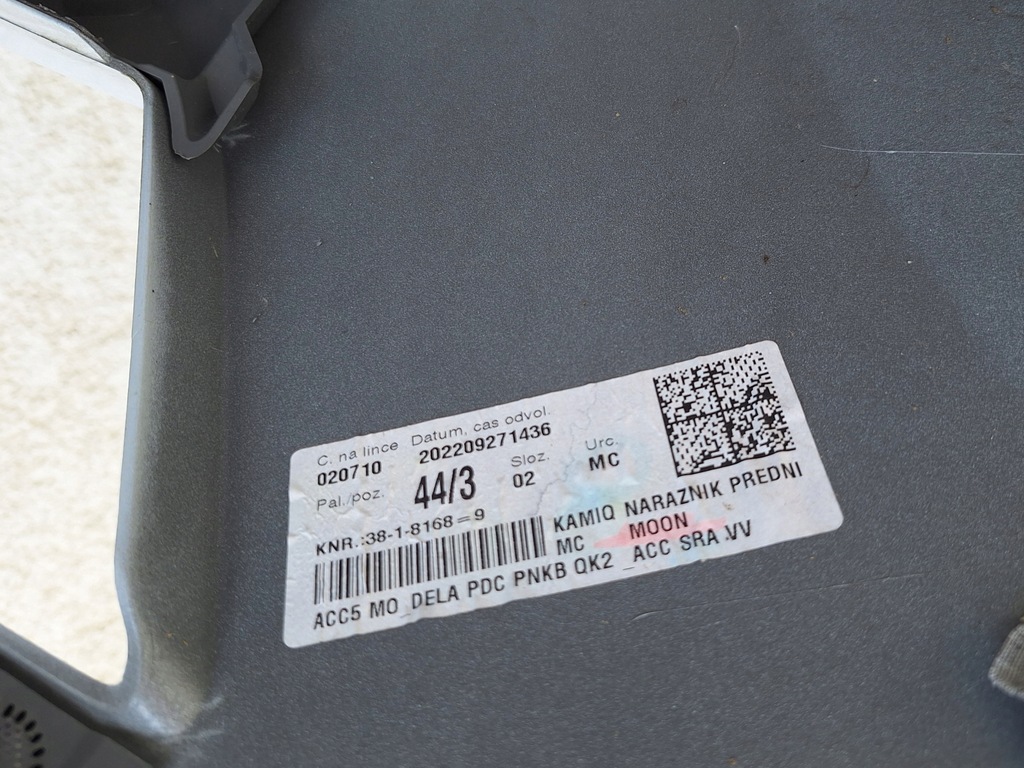 C. na lince Datum, cas odvol.
020710 202209271436
Pal./poz. 44/3 Sloz. 02 Urc. MC
KNR.:38-1-8168=9
KAMIQ NARAZNIK PREDNI
MC MOON
ACC5 MO_DELA PDC PNKB QK2 _ACC SRA VV